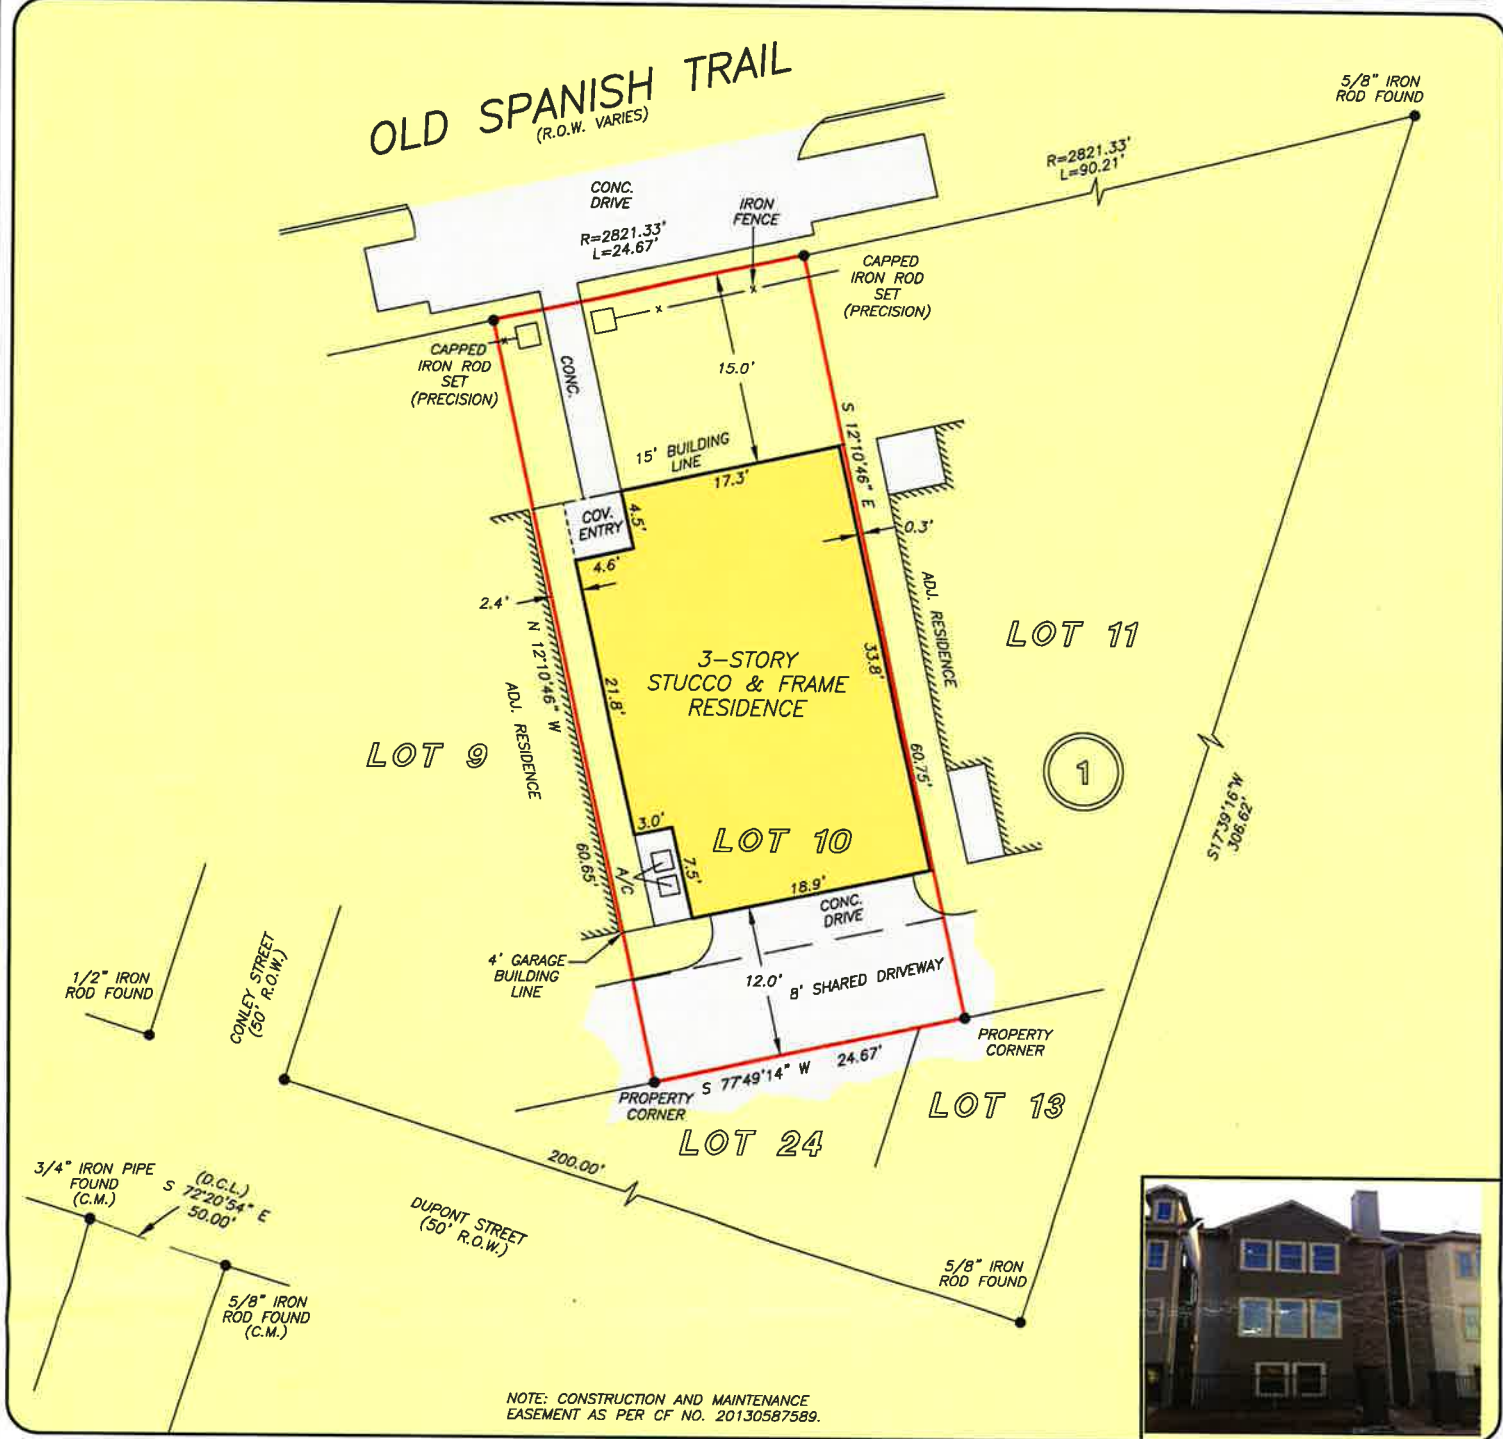 OLD SPANISH TRAIL
(R.O.W. VARIES)
5/8" IRON
ROD FOUND
R=2821.33'
L=90.21'
CONC.
DRIVE
R=2821.33'
L=24.67'
IRON
FENCE
CAPPED
IRON ROD
SET
(PRECISION)
CAPPED
IRON ROD
SET
(PRECISION)
CONC.
15.0'
15' BUILDING
LINE
17.3'
S 12°10'46" E
COV.
ENTRY
4.5'
4.6'
0.3'
2.4'
N 12°10'46" W
ADJ. RESIDENCE
ADJ. RESIDENCE
LOT 11
3-STORY
STUCCO & FRAME
RESIDENCE
33.8'
21.8'
LOT 9
60.75'
1
S17°39'16"W
306.62'
3.0'
LOT 10
60.65'
A/C
7.5'
18.9'
CONC.
DRIVE
4' GARAGE
BUILDING
LINE
12.0'
8' SHARED DRIVEWAY
1/2" IRON
ROD FOUND
CONLEY STREET
(50' R.O.W.)
PROPERTY
CORNER
S 77°49'14" W 24.67'
PROPERTY
CORNER
LOT 13
LOT 24
200.00'
3/4" IRON PIPE
FOUND
(C.M.)
(D.C.L.)
S 72°20'54" E
50.00'
DUPONT STREET
(50' R.O.W.)
5/8" IRON
ROD FOUND
5/8" IRON
ROD FOUND
(C.M.)
NOTE: CONSTRUCTION AND MAINTENANCE
EASEMENT AS PER CF NO. 20130587589.